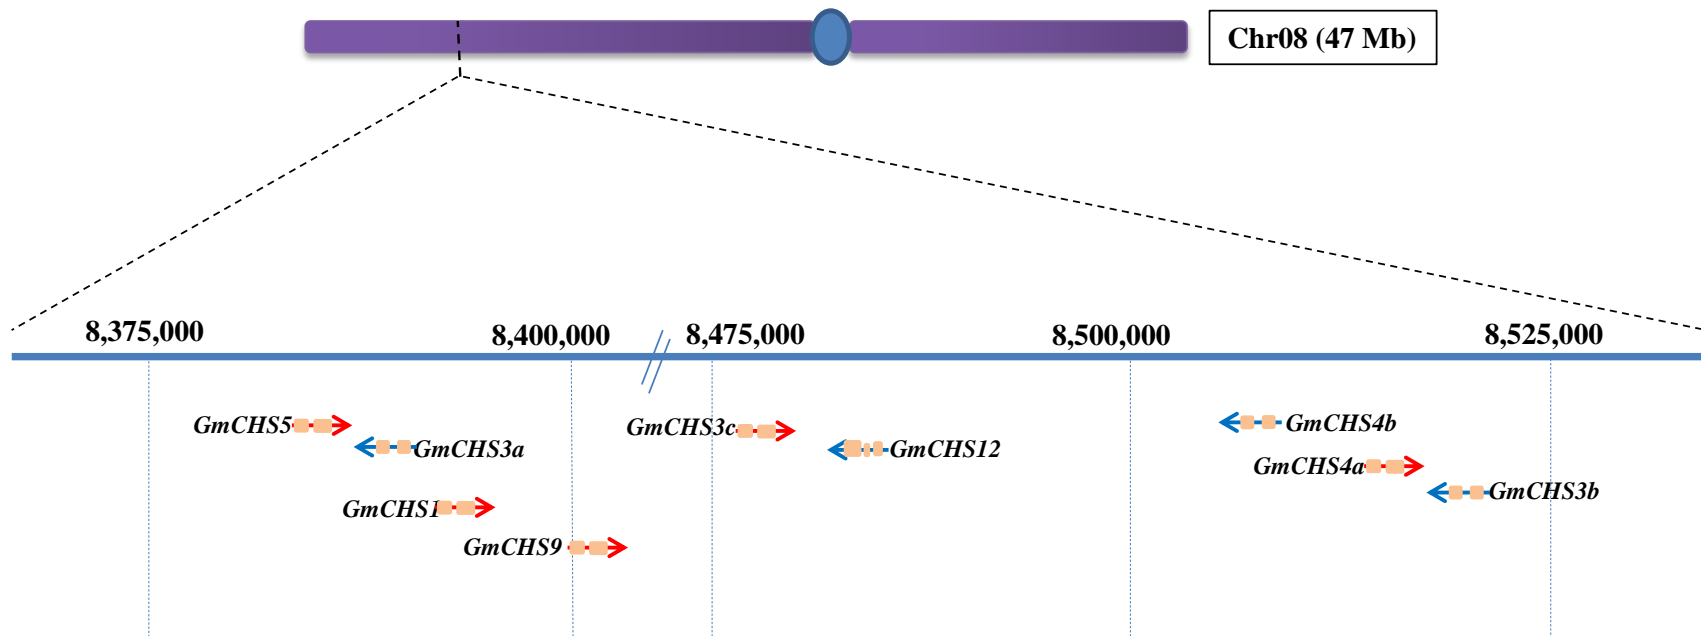 Chr08 (47 Mb)
8,375,000
8,400,000
8,475,000
8,500,000
8,525,000
GmCHS5
GmCHS3a
GmCHS1
GmCHS9
GmCHS3c
GmCHS12
GmCHS4b
GmCHS4a
GmCHS3b